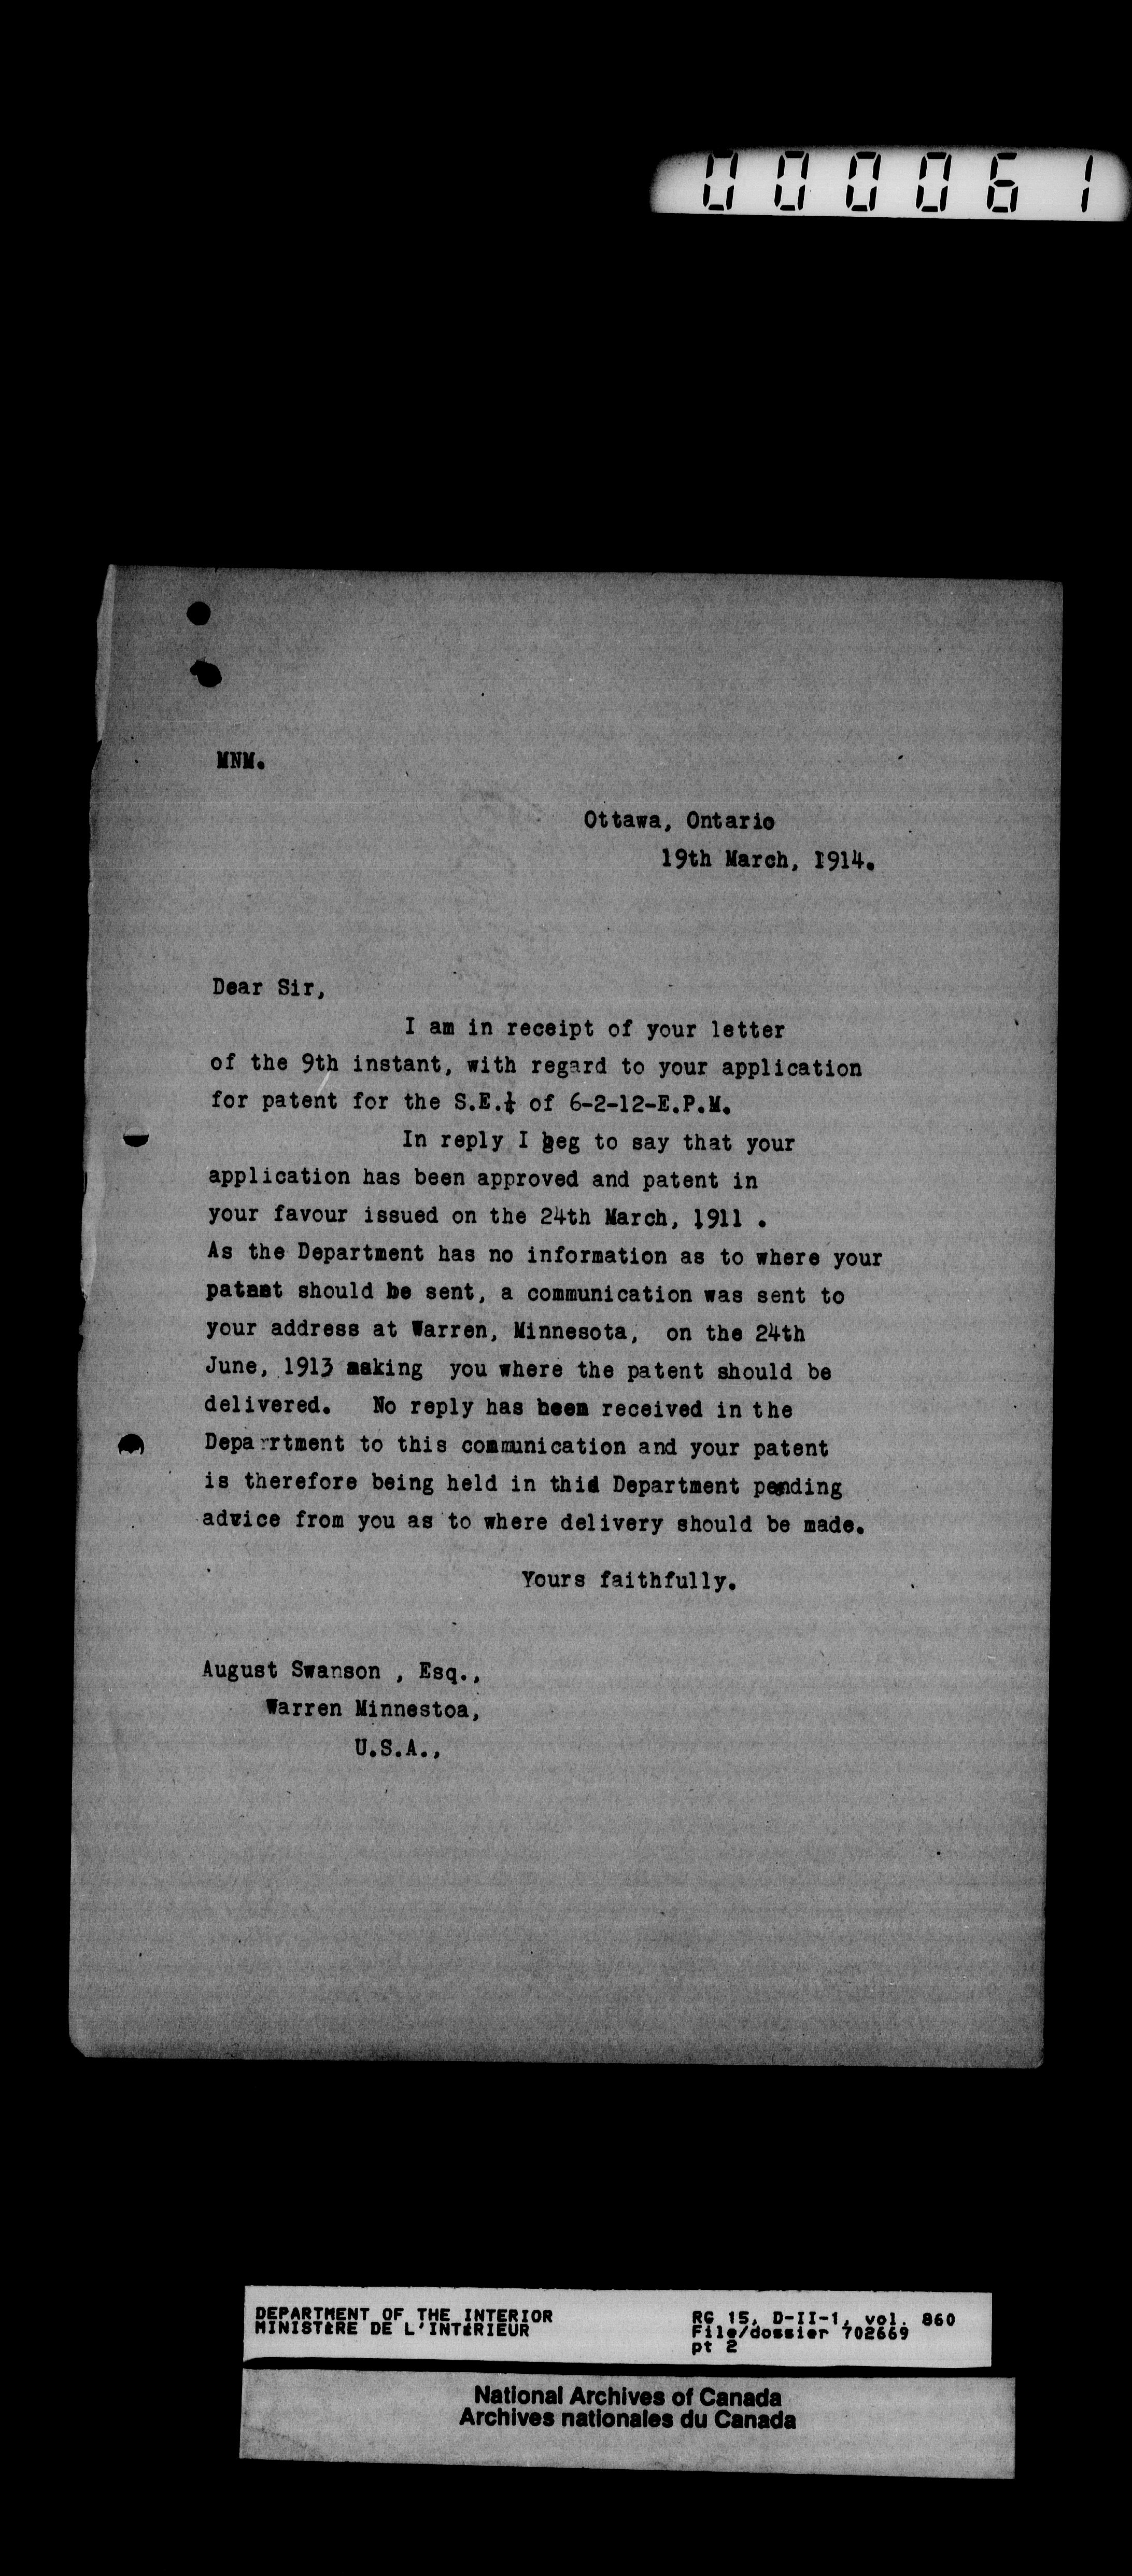 000061
MNM.
Ottawa, Ontario
19th March, 1914.
Dear Sir,
I am in receipt of your letter
of the 9th instant, with regard to your application
for patent for the S.E.¼ of 6-2-12-E.P.M.
In reply I beg to say that your
application has been approved and patent in
your favour issued on the 24th March, 1911 .
As the Department has no information as to where your
patent should be sent, a communication was sent to
your address at Warren, Minnesota, on the 24th
June, 1913 asking you where the patent should be
delivered. No reply has been received in the
Deparrtment to this communication and your patent
is therefore being held in thid Department pending
advice from you as to where delivery should be made.
Yours faithfully.
August Swanson , Esq.,
Warren Minnestoa,
U.S.A.,
DEPARTMENT OF THE INTERIOR RG 15, D-II-1, vol. 860
MINISTÈRE DE L'INTÉRIEUR File/dossier 702669
pt 2
National Archives of Canada
Archives nationales du Canada